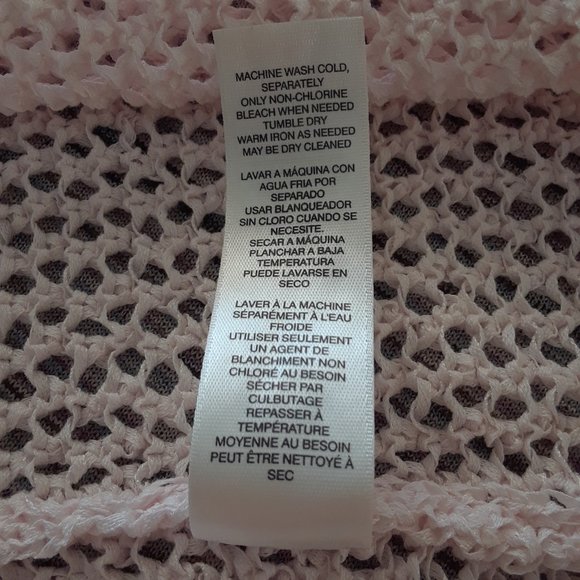 MACHINE WASH COLD,
SEPARATELY
ONLY NON-CHLORINE
BLEACH WHEN NEEDED
TUMBLE DRY
WARM IRON AS NEEDED
MAY BE DRY CLEANED
LAVAR A MÁQUINA CON
AGUA FRIA POR
SEPARADO
USAR BLANQUEADOR
SIN CLORO CUANDO SE
NECESITE.
SECAR A MÁQUINA
PLANCHAR A BAJA
TEMPERATURA
PUEDE LAVARSE EN
SECO
LAVER À LA MACHINE
SÉPARÉMENT À L'EAU
FROIDE
UTILISER SEULEMENT
UN AGENT DE
BLANCHIMENT NON
CHLORÉ AU BESOIN
SÉCHER PAR
CULBUTAGE
REPASSER À
TEMPÉRATURE
MOYENNE AU BESOIN
PEUT ÊTRE NETTOYÉ À
SEC